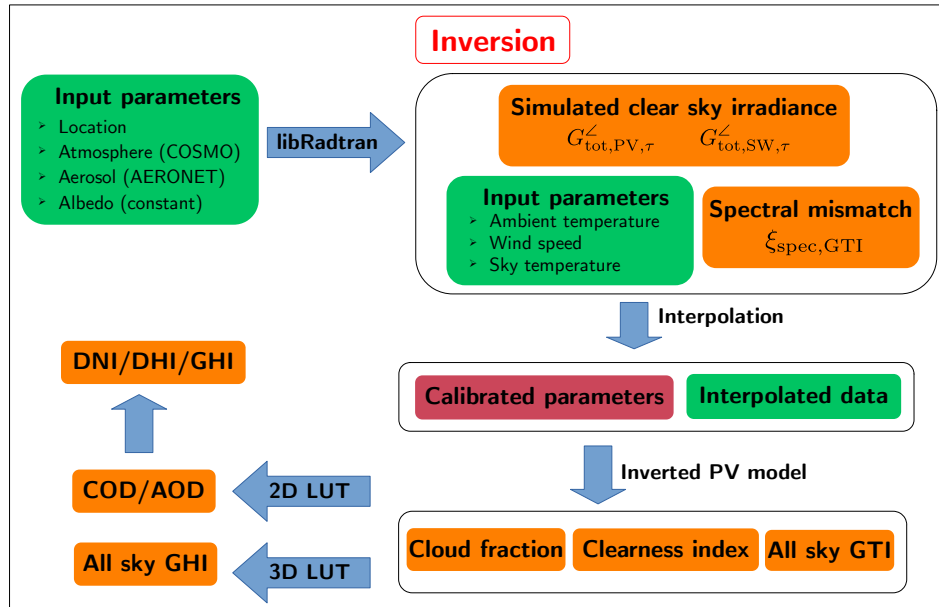 Inversion
Input parameters
➢ Location
➢ Atmosphere (COSMO)
➢ Aerosol (AERONET)
➢ Albedo (constant)
libRadtran
Simulated clear sky irradiance
G∠tot,PV,τ G∠tot,SW,τ
Input parameters
➢ Ambient temperature
➢ Wind speed
➢ Sky temperature
Spectral mismatch
ξspec,GTI
Interpolation
Calibrated parameters
Interpolated data
Inverted PV model
Cloud fraction
Clearness index
All sky GTI
2D LUT
3D LUT
DNI/DHI/GHI
COD/AOD
All sky GHI